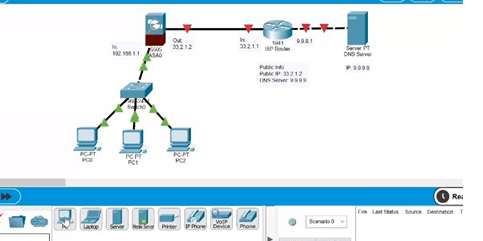 In:
192.168.1.1
5505
ASA0
Out:
33.2.1.2
In:
33.2.1.1
1941
ISP Router
9.9.9.1
Server PT
DNS Server
IP: 9.9.9.9
Public Info
Public IP: 33.2.1.2
DNS Server: 9.9.9.9
Switch0
PC-PT
PC0
PC-PT
PC1
PC-PT
PC2
Laptop
Server
Printer
IP Phone
VoIP
Device
Phone
Scenario 0
Fire Last Status Source Destination